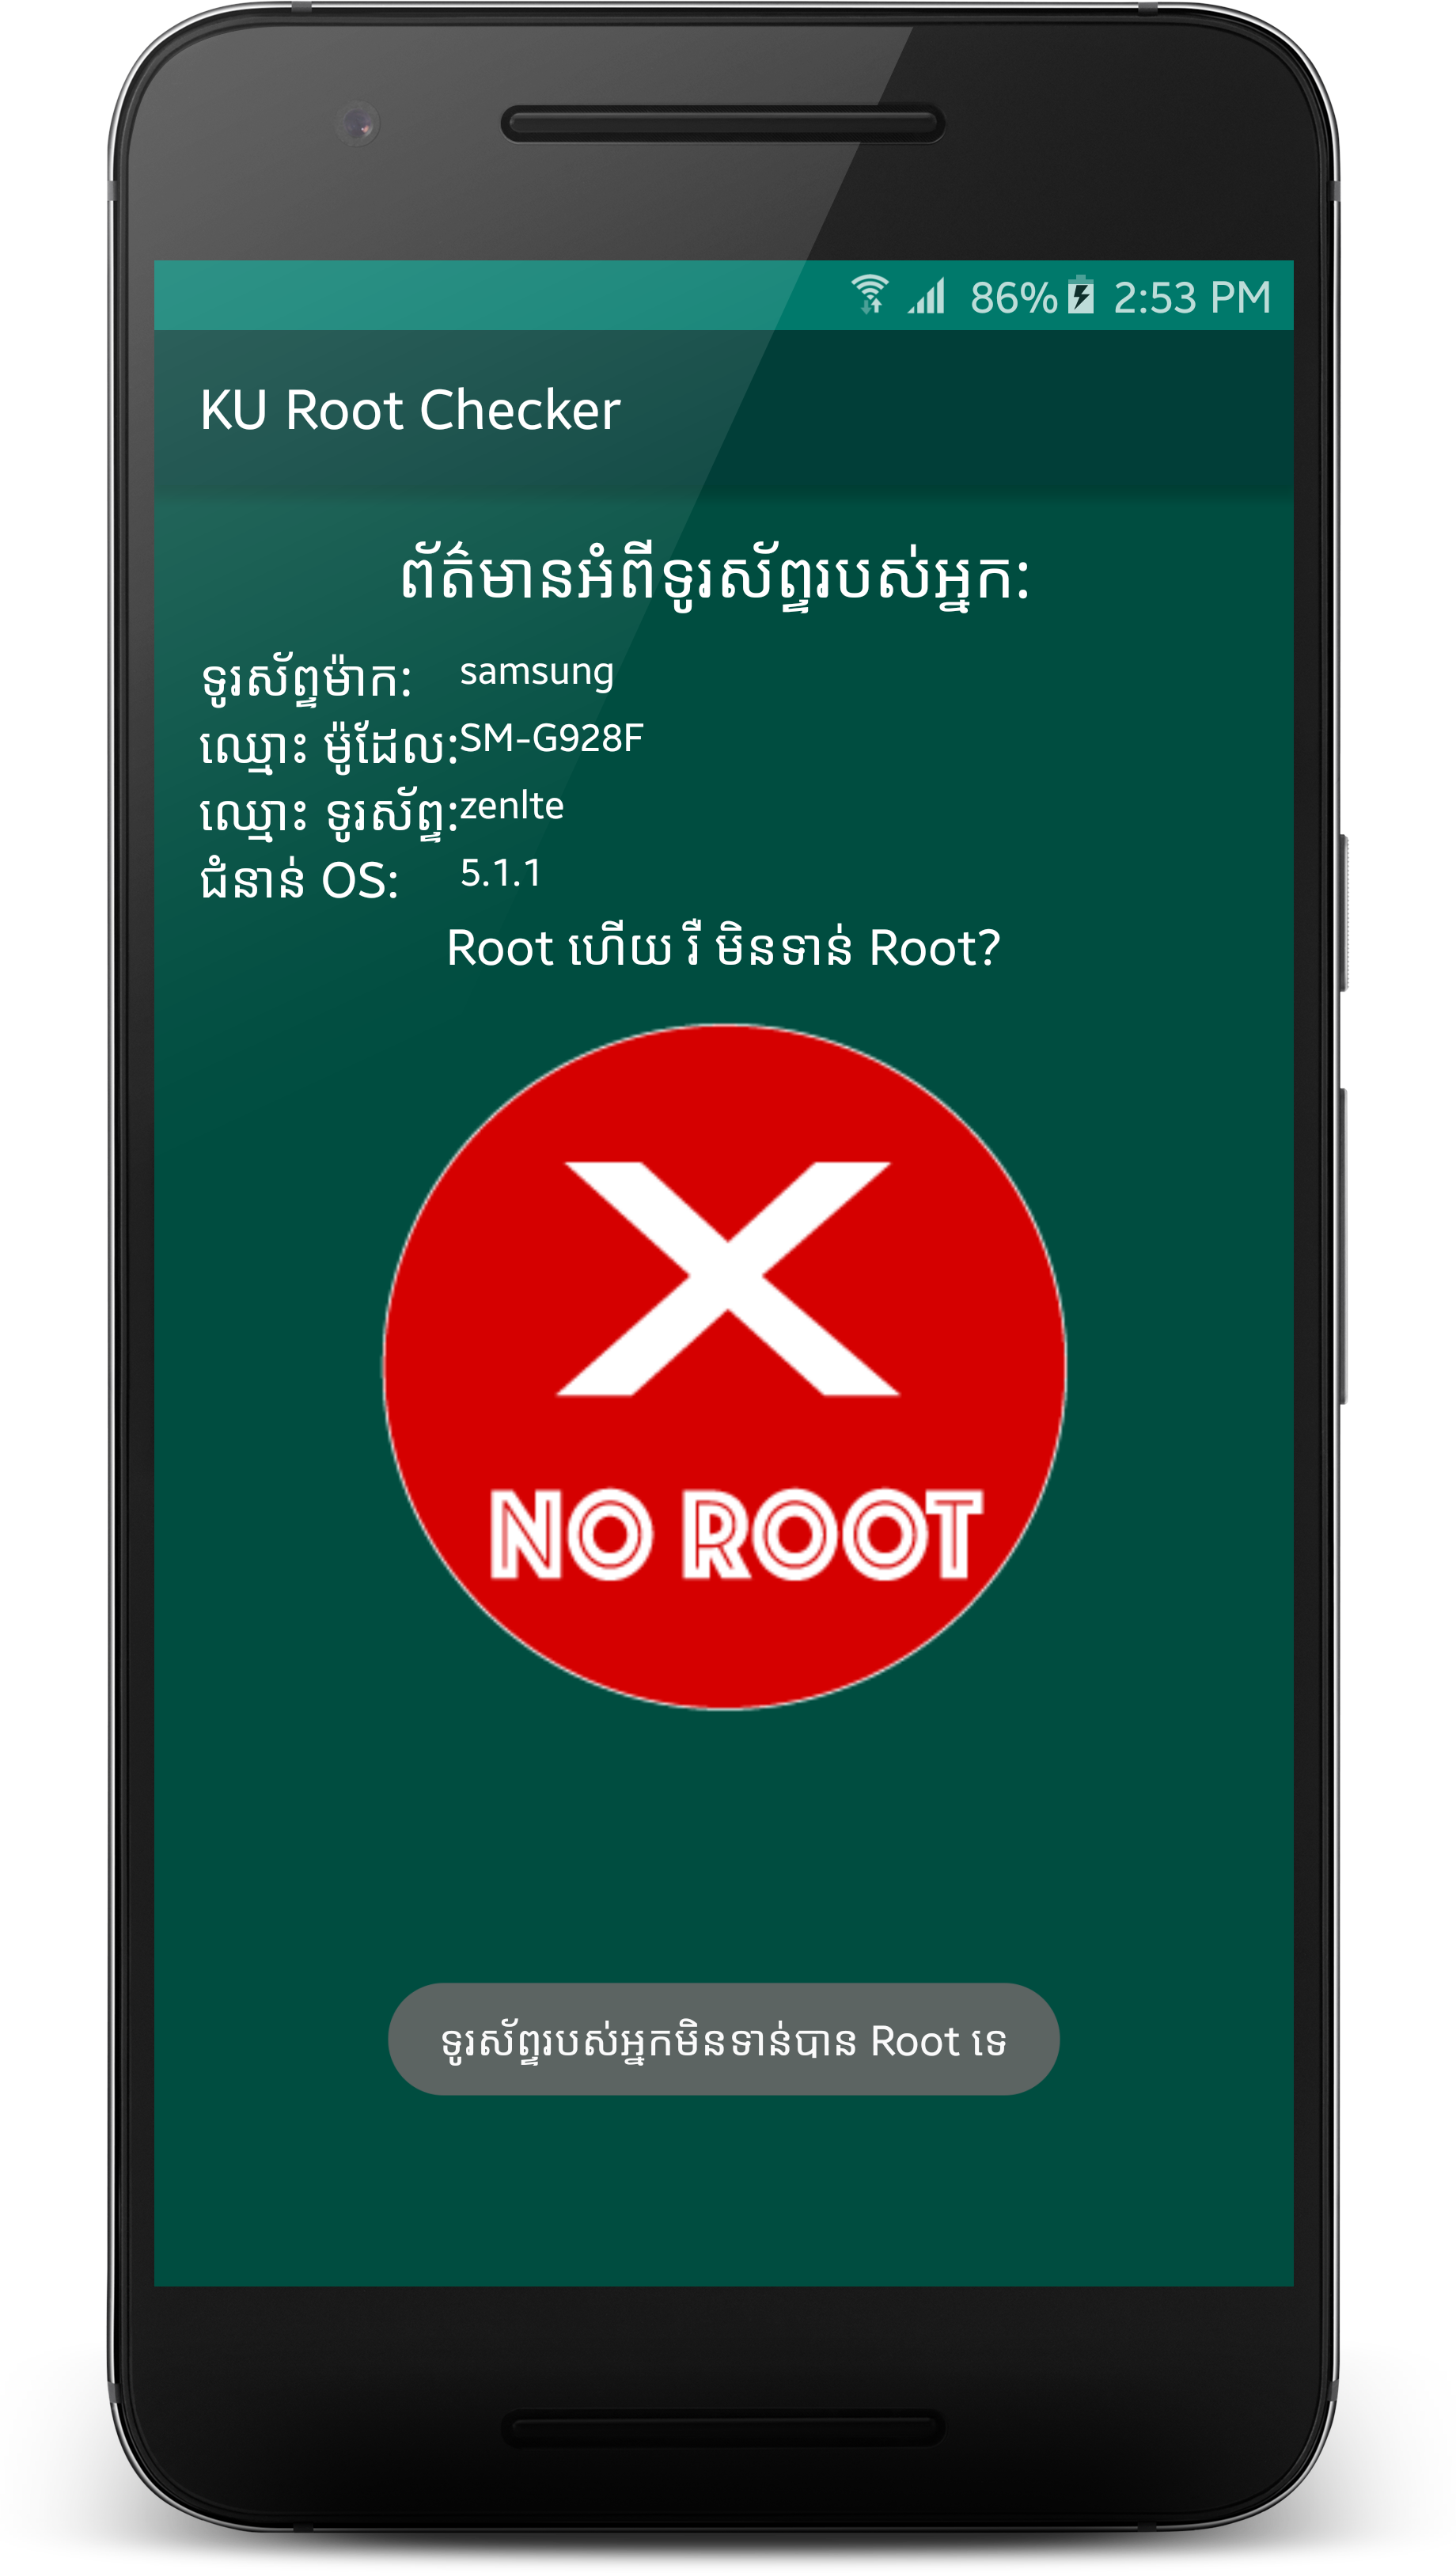 86% 2:53 PM
KU Root Checker
ព័ត៌មានអំពីទូរស័ព្ទរបស់អ្នក:
ទូរស័ព្ទម៉ាក: samsung
ឈ្មោះ ម៉ូដែល: SM-G928F
ឈ្មោះ ទូរស័ព្ទ: zenlte
ជំនាន់ OS: 5.1.1
Root ហើយ រឺ មិនទាន់ Root?
X
NO ROOT
ទូរស័ព្ទរបស់អ្នកមិនទាន់បាន Root ទេ